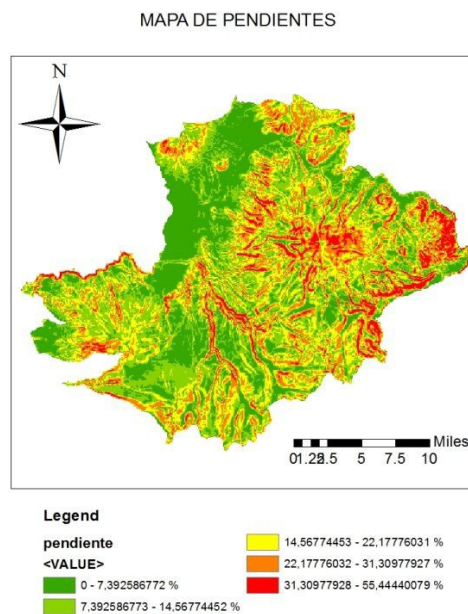 MAPA DE PENDIENTES
N
Miles
0 1.25 2.5 5 7.5 10
Legend
pendiente
<VALUE>
0 - 7,392586772 %
7,392586773 - 14,56774452 %
14,56774453 - 22,17776031 %
22,17776032 - 31,30977927 %
31,30977928 - 55,44440079 %